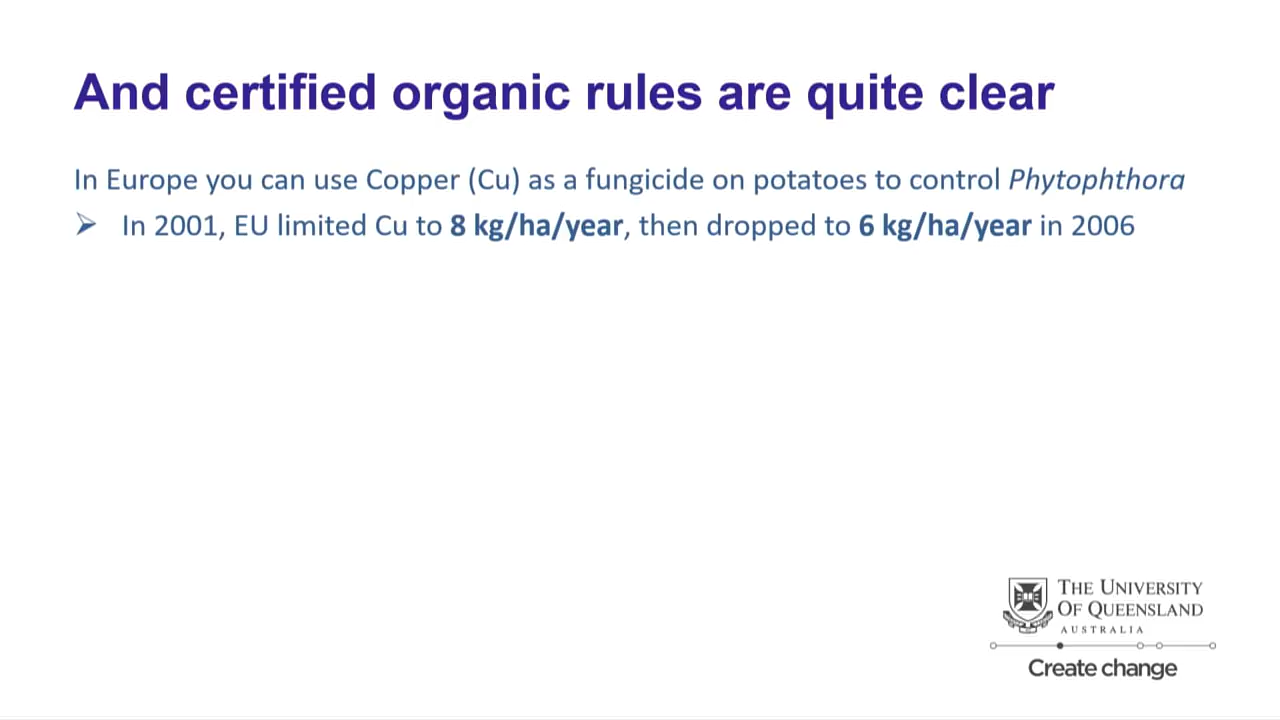 And certified organic rules are quite clear
In Europe you can use Copper (Cu) as a fungicide on potatoes to control Phytophthora
➢ In 2001, EU limited Cu to 8 kg/ha/year, then dropped to 6 kg/ha/year in 2006
THE UNIVERSITY
OF QUEENSLAND
AUSTRALIA
Create change